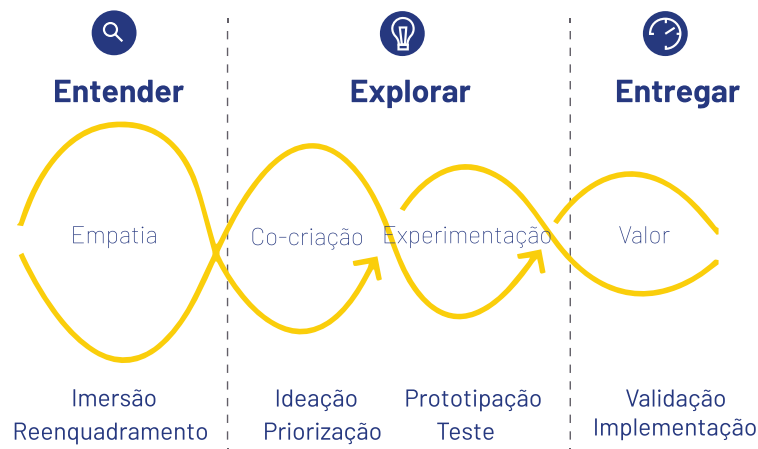 Entender
Explorar
Entregar
Empatia
Co-criação
Experimentação
Valor
Imersão
Reenquadramento
Ideação
Priorização
Prototipação
Teste
Validação
Implementação